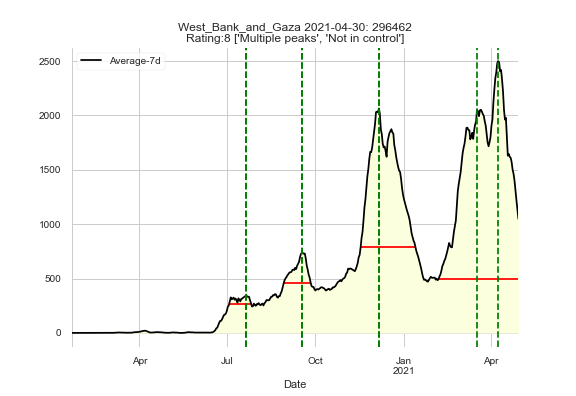 West_Bank_and_Gaza 2021-04-30: 296462
Rating:8 ['Multiple peaks', 'Not in control']
Average-7d
2500
2000
1500
1000
500
0
Apr
Jul
Oct
Jan
2021
Apr
Date